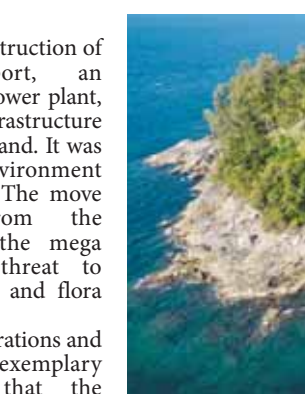 truction of
ort, an
ower plant,
rastructure
and. It was
vironment
The move
rom the
the mega
threat to
and flora
rations and
exemplary
that the